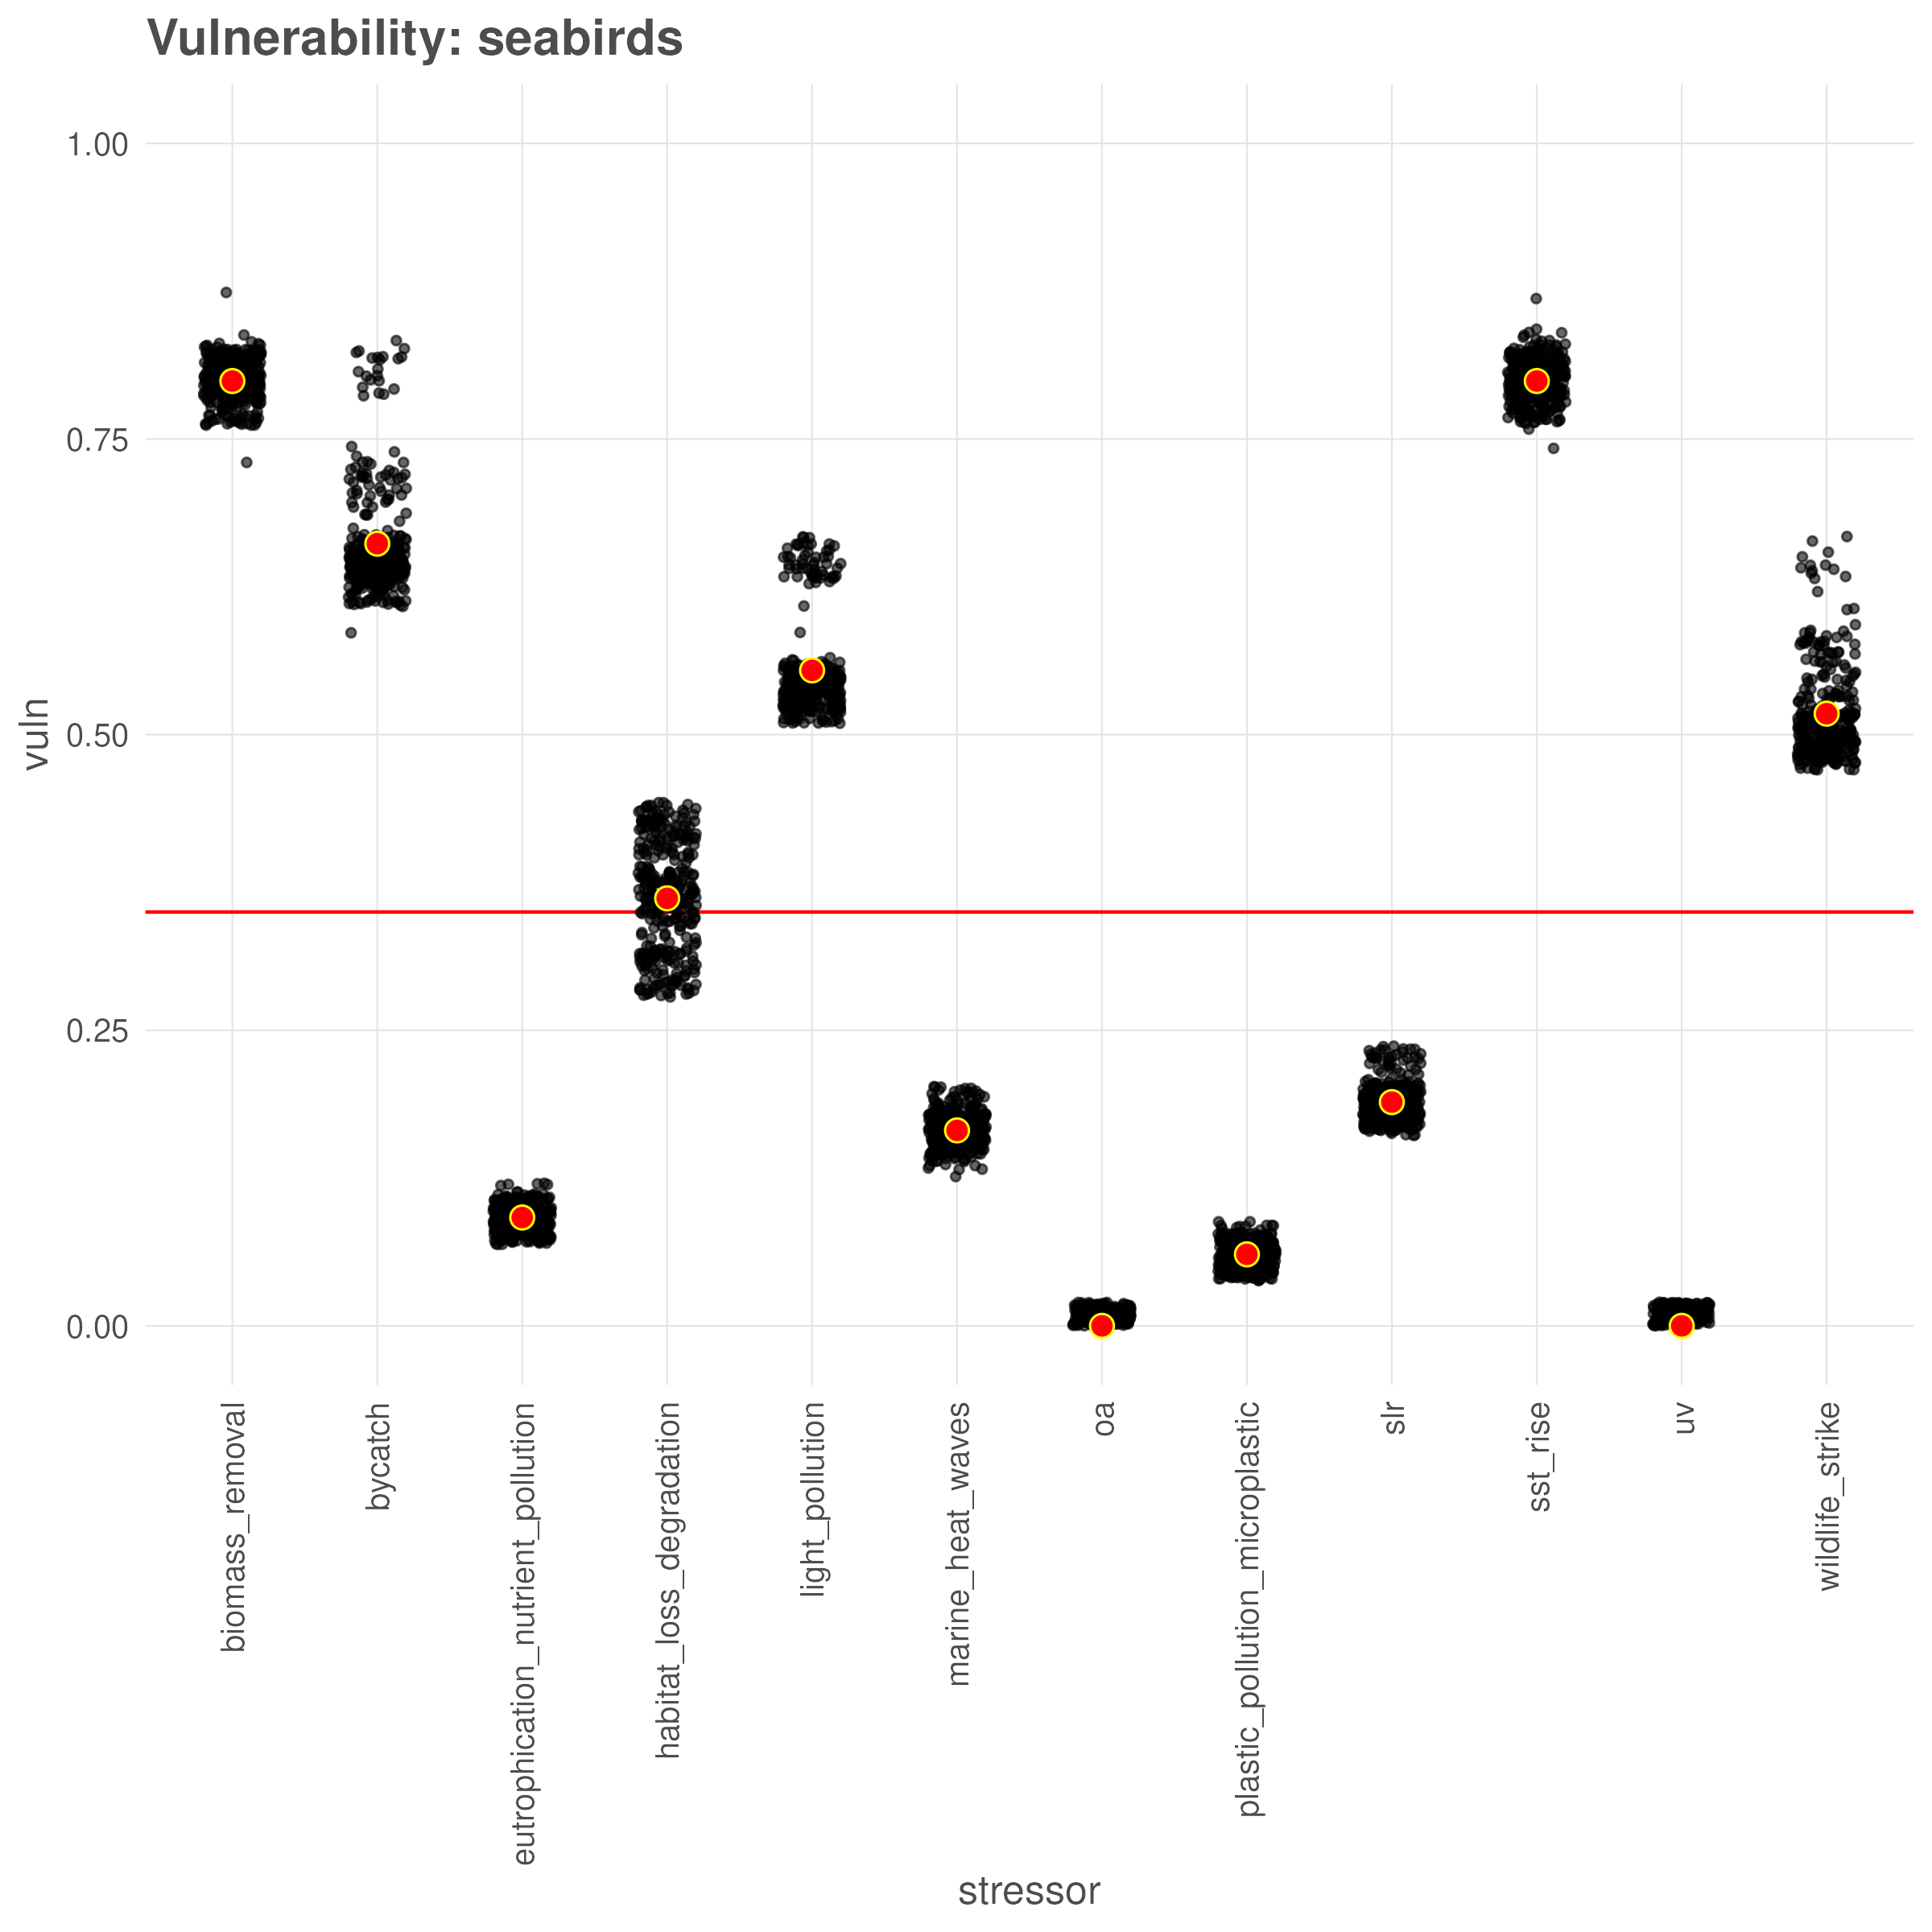 Vulnerability: seabirds
vuln
1.00
0.75
0.50
0.25
0.00
biomass_removal
bycatch
eutrophication_nutrient_pollution
habitat_loss_degradation
light_pollution
marine_heat_waves
oa
plastic_pollution_microplastic
slr
sst_rise
uv
wildlife_strike
stressor